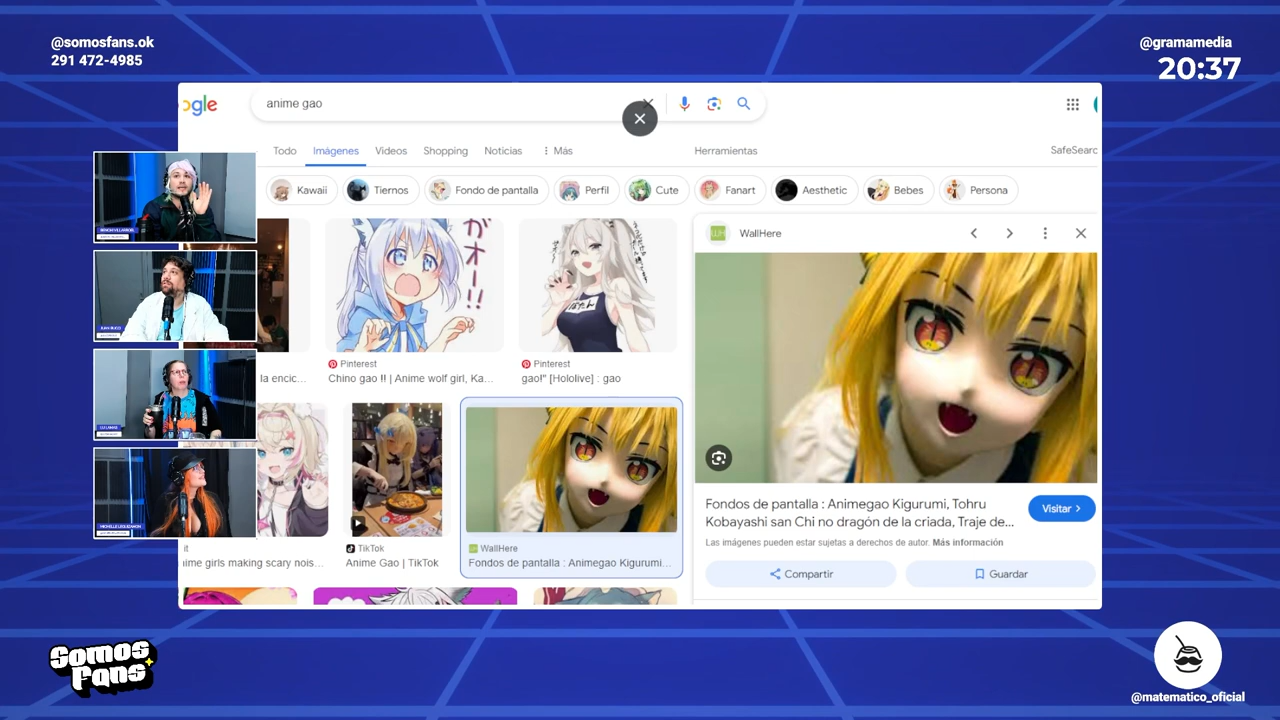 @somosfans.ok
291 472-4985
@gramamedia
20:37
ogle
anime gao
Todo
Imágenes
Videos
Shopping
Noticias
Más
Herramientas
SafeSearc
Kawaii
Tiernos
Fondo de pantalla
Perfil
Cute
Fanart
Aesthetic
Bebes
Persona
WallHere
がオー!!
ぼたん
Pinterest
la encic...
Chino gao !! | Anime wolf girl, Ka...
Pinterest
gao!" [Hololive] : gao
Fondos de pantalla : Animegao Kigurumi, Tohru
Kobayashi san Chi no dragón de la criada, Traje de...
Visitar
Las imágenes pueden estar sujetas a derechos de autor. Más información
Compartir
Guardar
it
ime girls making scary nois...
TikTok
Anime Gao | TikTok
WallHere
Fondos de pantalla : Animegao Kigurumi...
SOMOS
FANS
@matematico_oficial